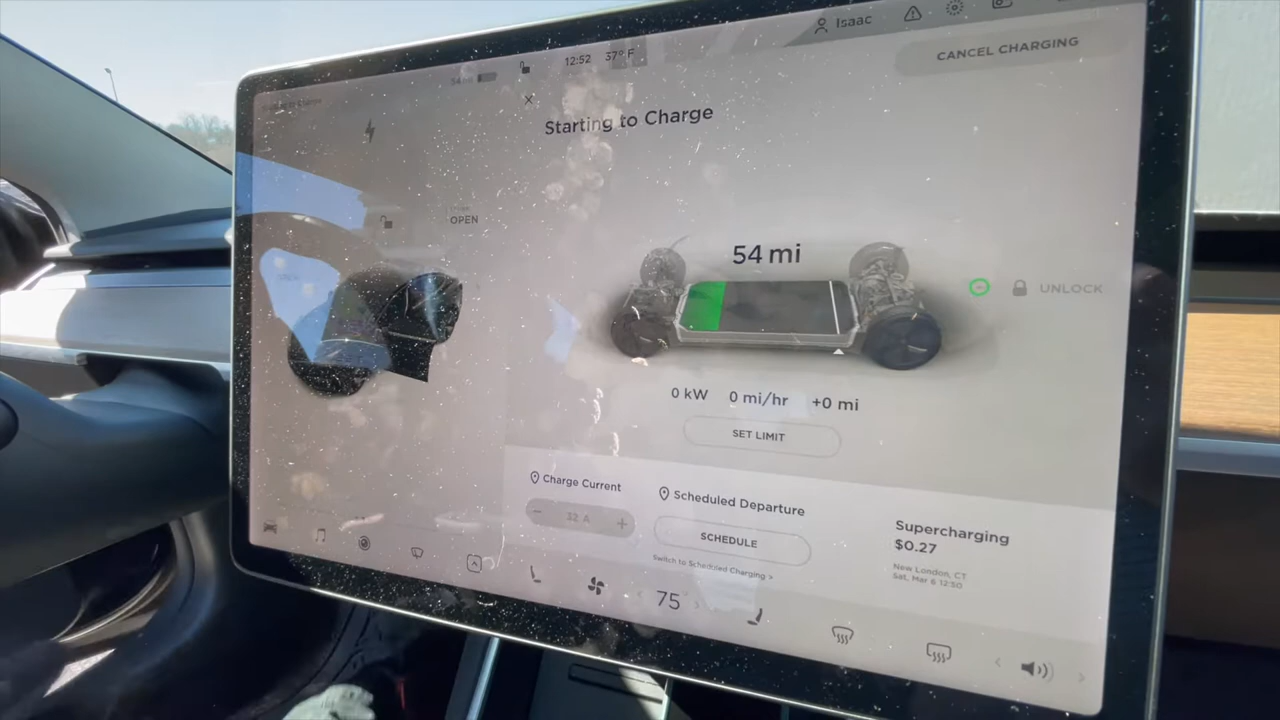 Isaac
12:52 37°F
CANCEL CHARGING
Starting to Charge
OPEN
54 mi
UNLOCK
0 kW 0 mi/hr +0 mi
SET LIMIT
Charge Current
− 32 A +
Scheduled Departure
SCHEDULE
Switch to Scheduled Charging >
Supercharging
$0.27
New London, CT
Sat, Mar 6 12:50
75